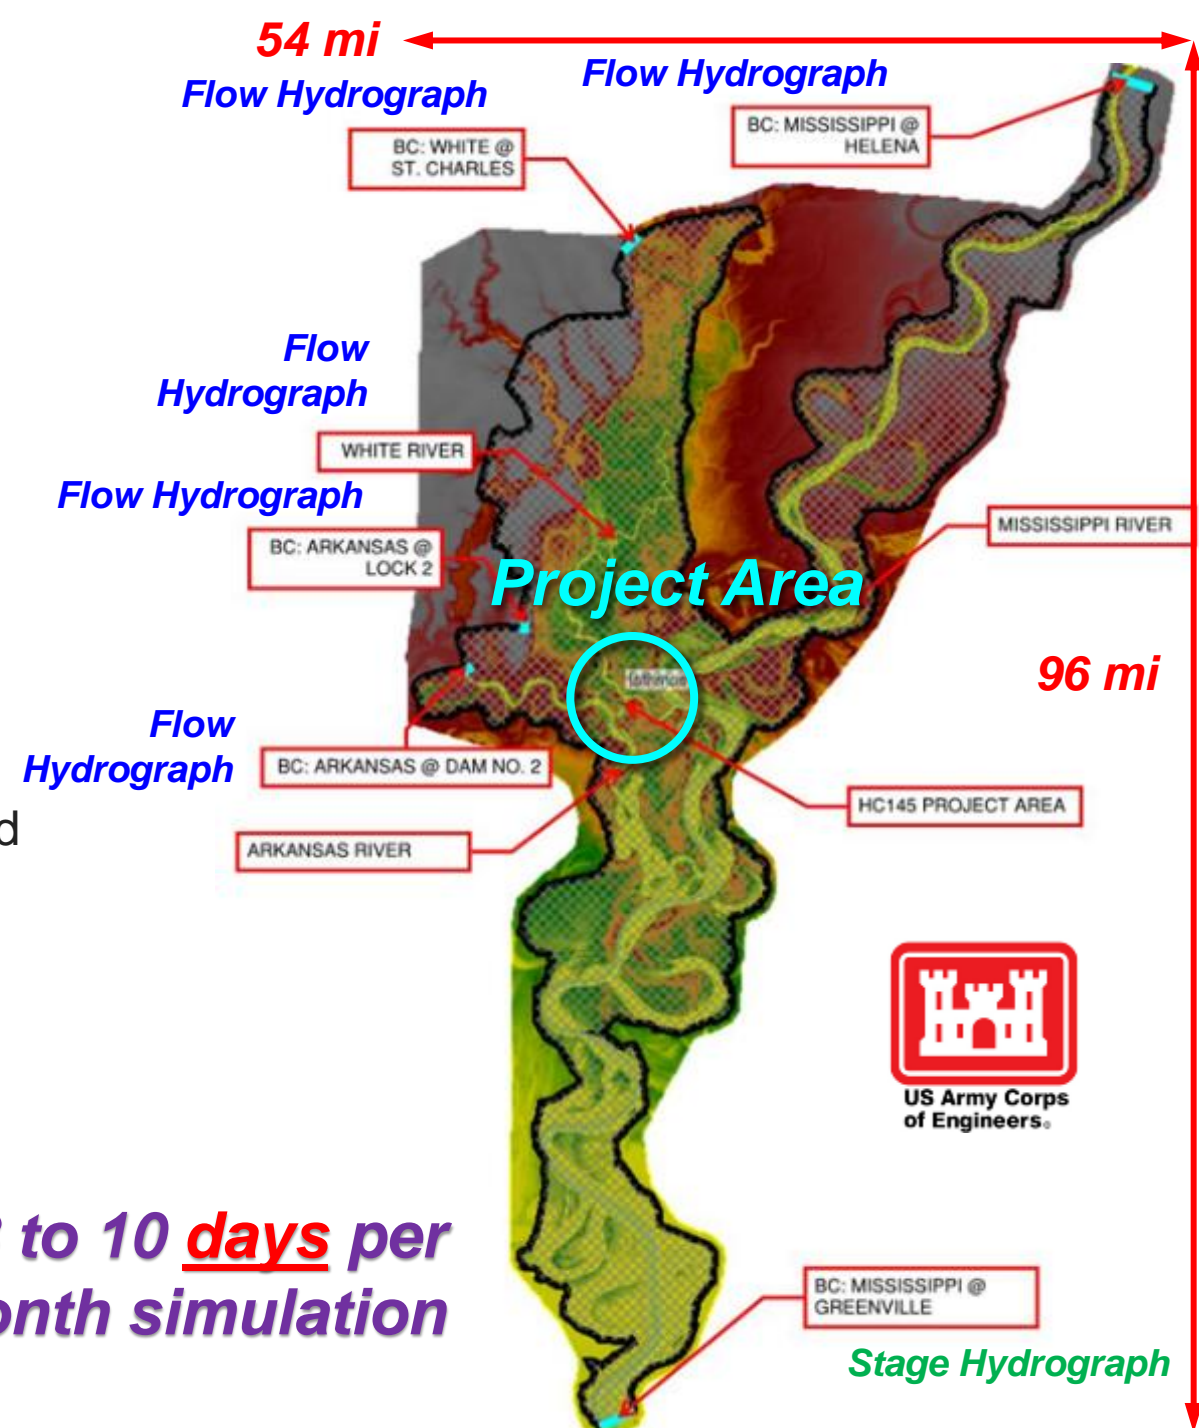 54 mi
Flow Hydrograph
Flow Hydrograph
BC: MISSISSIPPI @
HELENA
BC: WHITE @
ST. CHARLES
Flow
Hydrograph
WHITE RIVER
Flow Hydrograph
MISSISSIPPI RIVER
BC: ARKANSAS @
LOCK 2
Project Area
96 mi
Flow
Hydrograph
BC: ARKANSAS @ DAM NO. 2
HC145 PROJECT AREA
d
ARKANSAS RIVER
US Army Corps
of Engineers®
to 10 days per
onth simulation
BC: MISSISSIPPI @
GREENVILLE
Stage Hydrograph